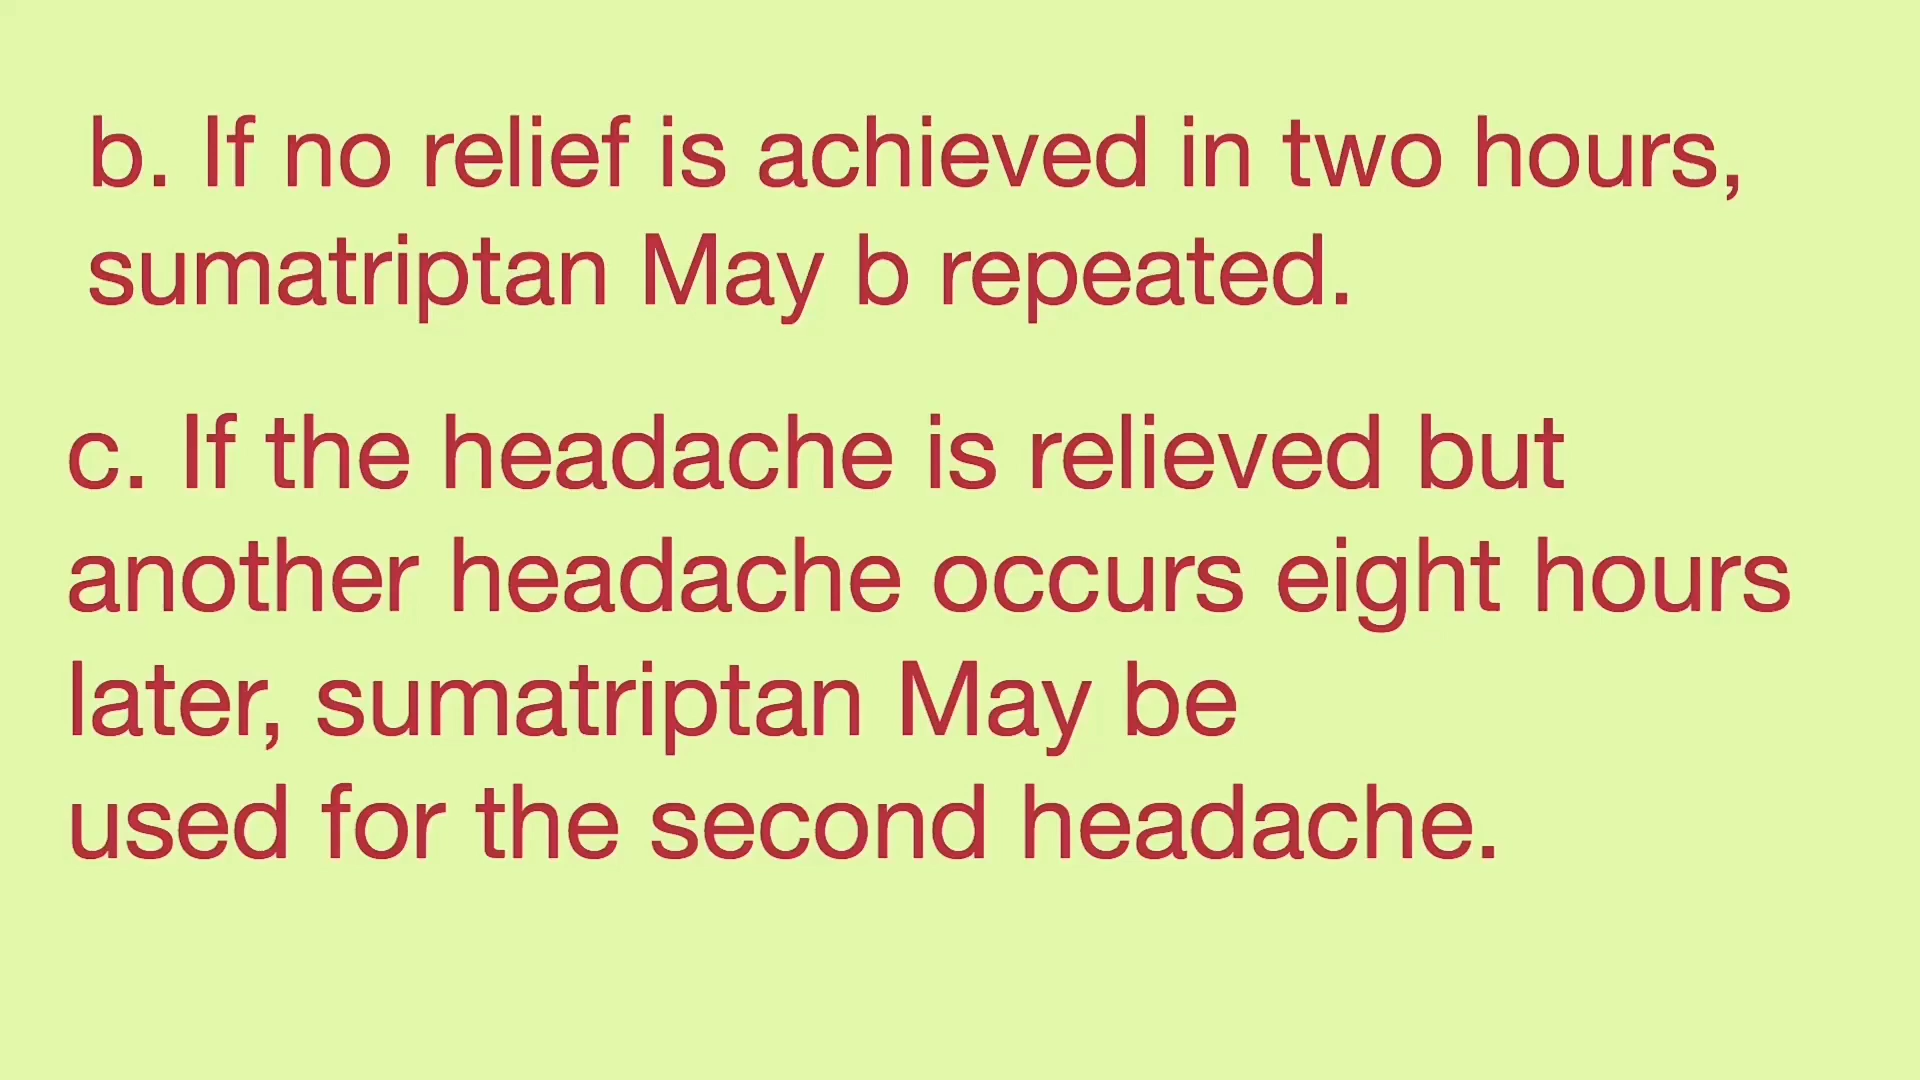 b. If no relief is achieved in two hours,
sumatriptan May b repeated.
c. If the headache is relieved but
another headache occurs eight hours
later, sumatriptan May be
used for the second headache.